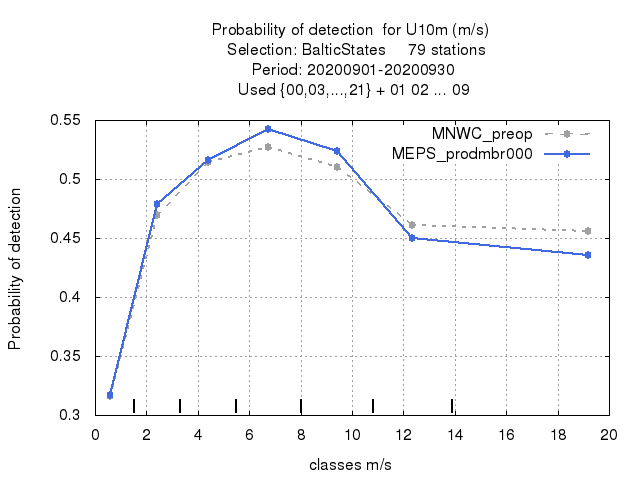 Probability of detection  for U10m (m/s)
Selection: BalticStates     79 stations
Period: 20200901-20200930
Used {00,03,...,21} + 01 02 ... 09
MNWC_preop
MEPS_prodmbr000
Probability of detection
0.55
0.5
0.45
0.4
0.35
0.3
0 2 4 6 8 10 12 14 16 18 20
classes m/s